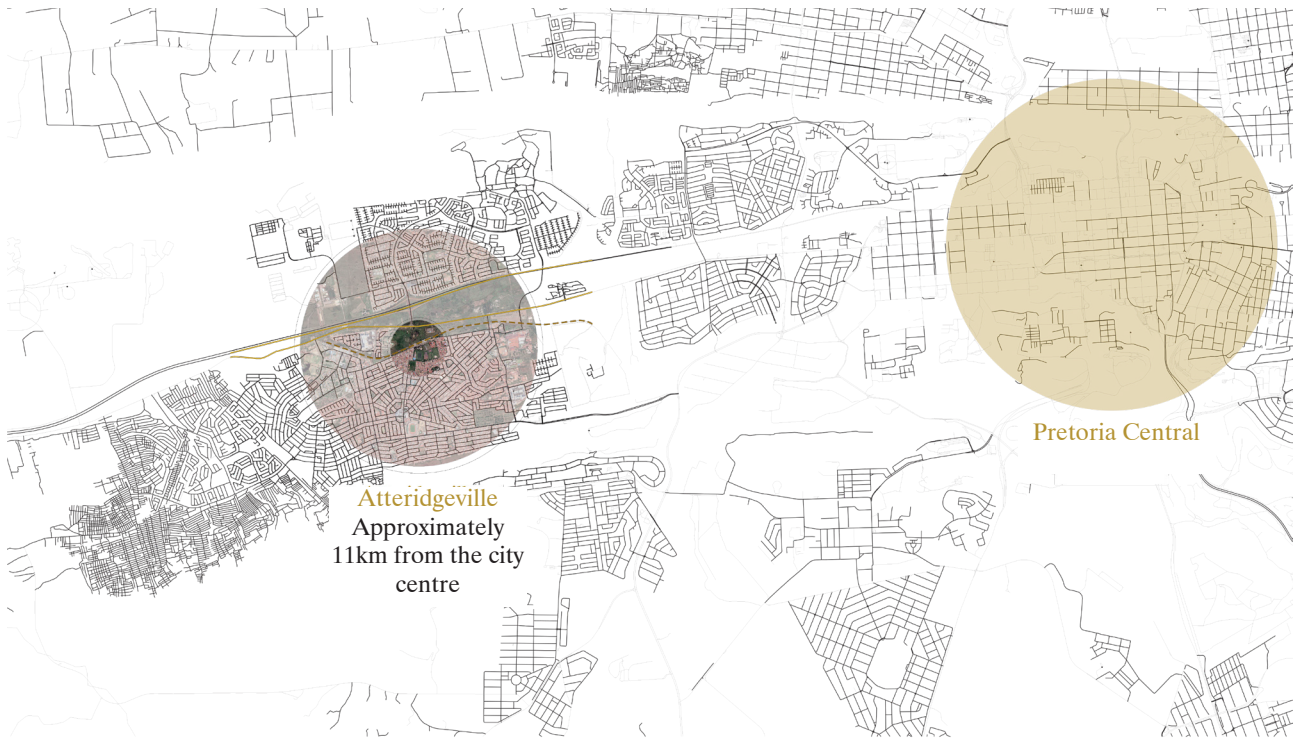 Pretoria Central
Atteridgeville
Approximately
11km from the city
centre